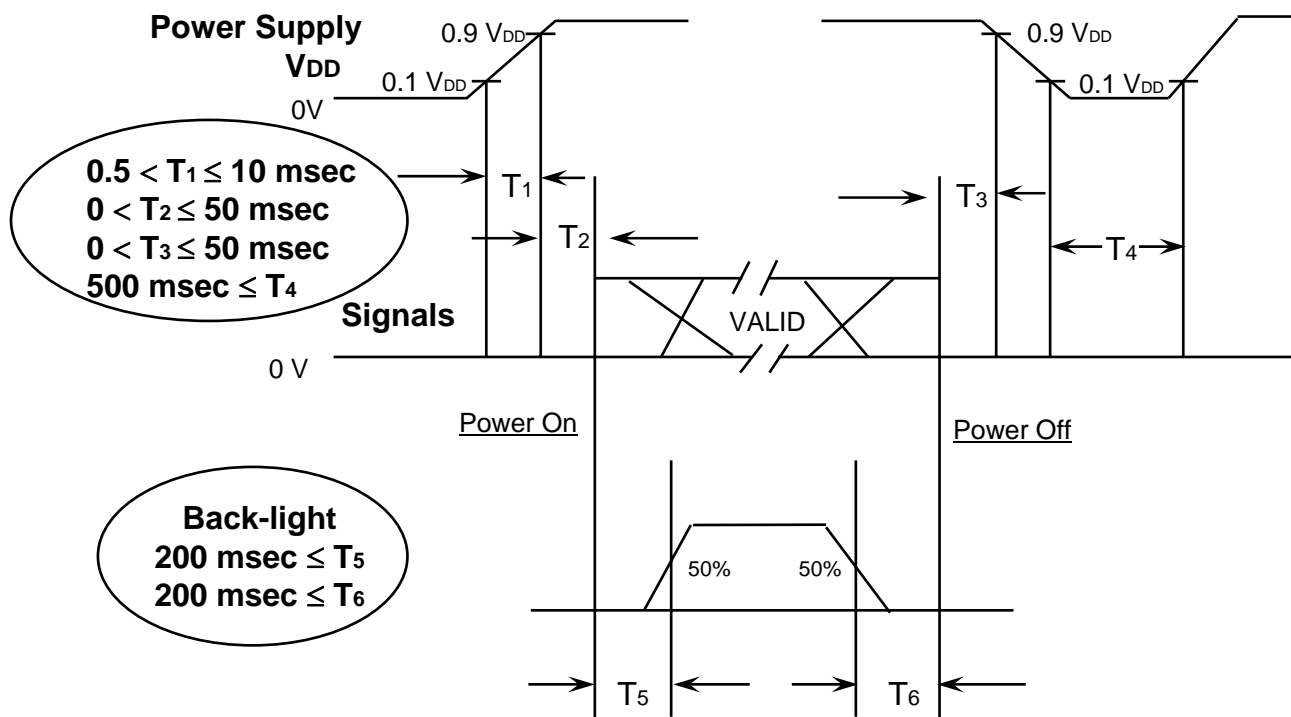 Power Supply
VDD
0.9 VDD
0.1 VDD
0V
0.9 VDD
0.1 VDD
0.5 < T1 ≤ 10 msec
0 < T2 ≤ 50 msec
0 < T3 ≤ 50 msec
500 msec ≤ T4
T1
T2
T3
T4
Signals
VALID
0 V
Power On
Power Off
Back-light
200 msec ≤ T5
200 msec ≤ T6
50%
50%
T5
T6